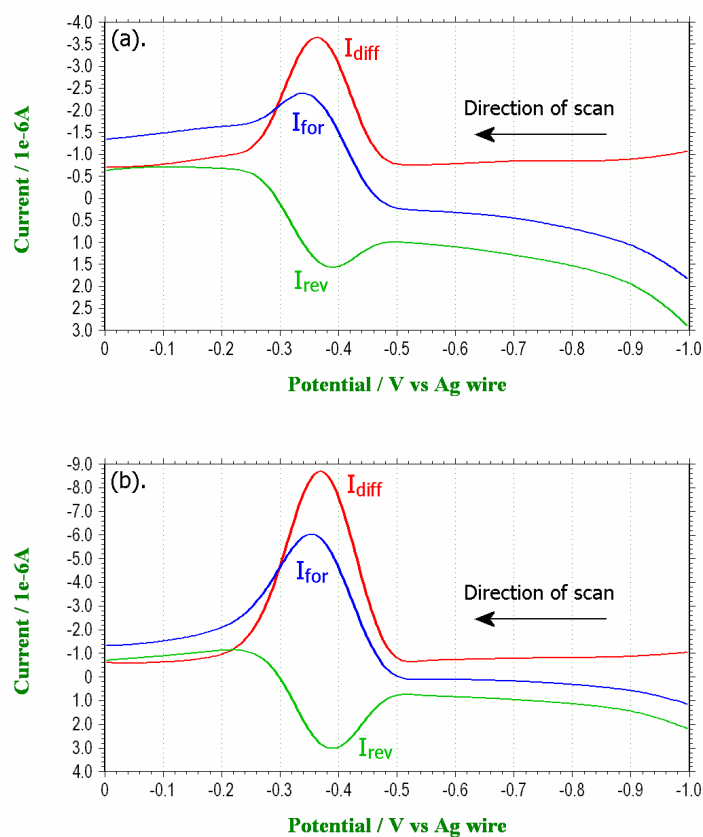 (a).
-4.0
-3.5
-3.0
-2.5
-2.0
-1.5
-1.0
-0.5
0
0.5
1.0
1.5
2.0
2.5
3.0
Current / 1e-6A
Idiff
Ifor
Irev
Direction of scan
0 -0.1 -0.2 -0.3 -0.4 -0.5 -0.6 -0.7 -0.8 -0.9 -1.0
Potential / V vs Ag wire
(b).
-9.0
-8.0
-7.0
-6.0
-5.0
-4.0
-3.0
-2.0
-1.0
0
1.0
2.0
3.0
4.0
Current / 1e-6A
Idiff
Ifor
Irev
Direction of scan
0 -0.1 -0.2 -0.3 -0.4 -0.5 -0.6 -0.7 -0.8 -0.9 -1.0
Potential / V vs Ag wire